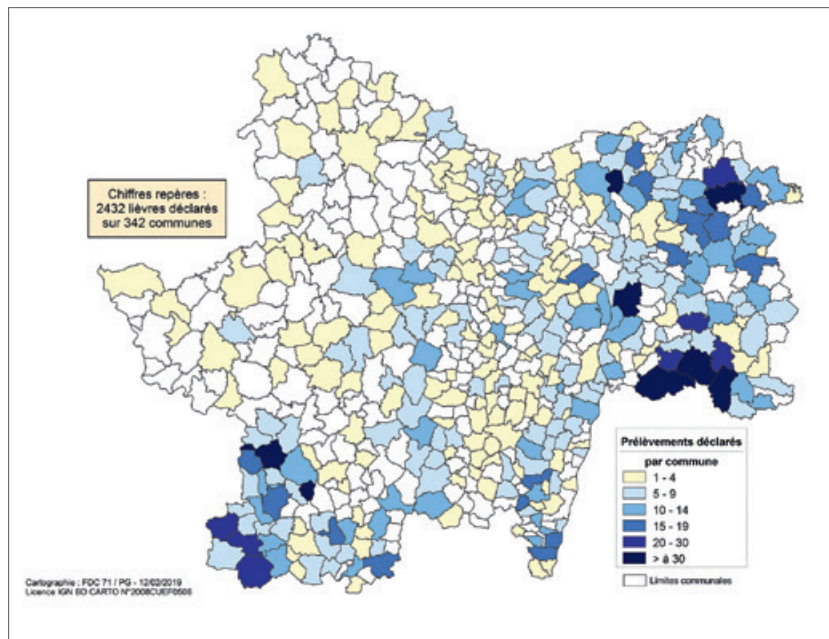 Chiffres repères :
2432 lièvres déclarés
sur 342 communes
Prélèvements déclarés
par commune
1 - 4
5 - 9
10 - 14
15 - 19
20 - 30
> à 30
Limites communales
Cartographie : FDC 71 / PG - 12/02/2019
Licence IGN BD CARTO N°2008CUEF0506